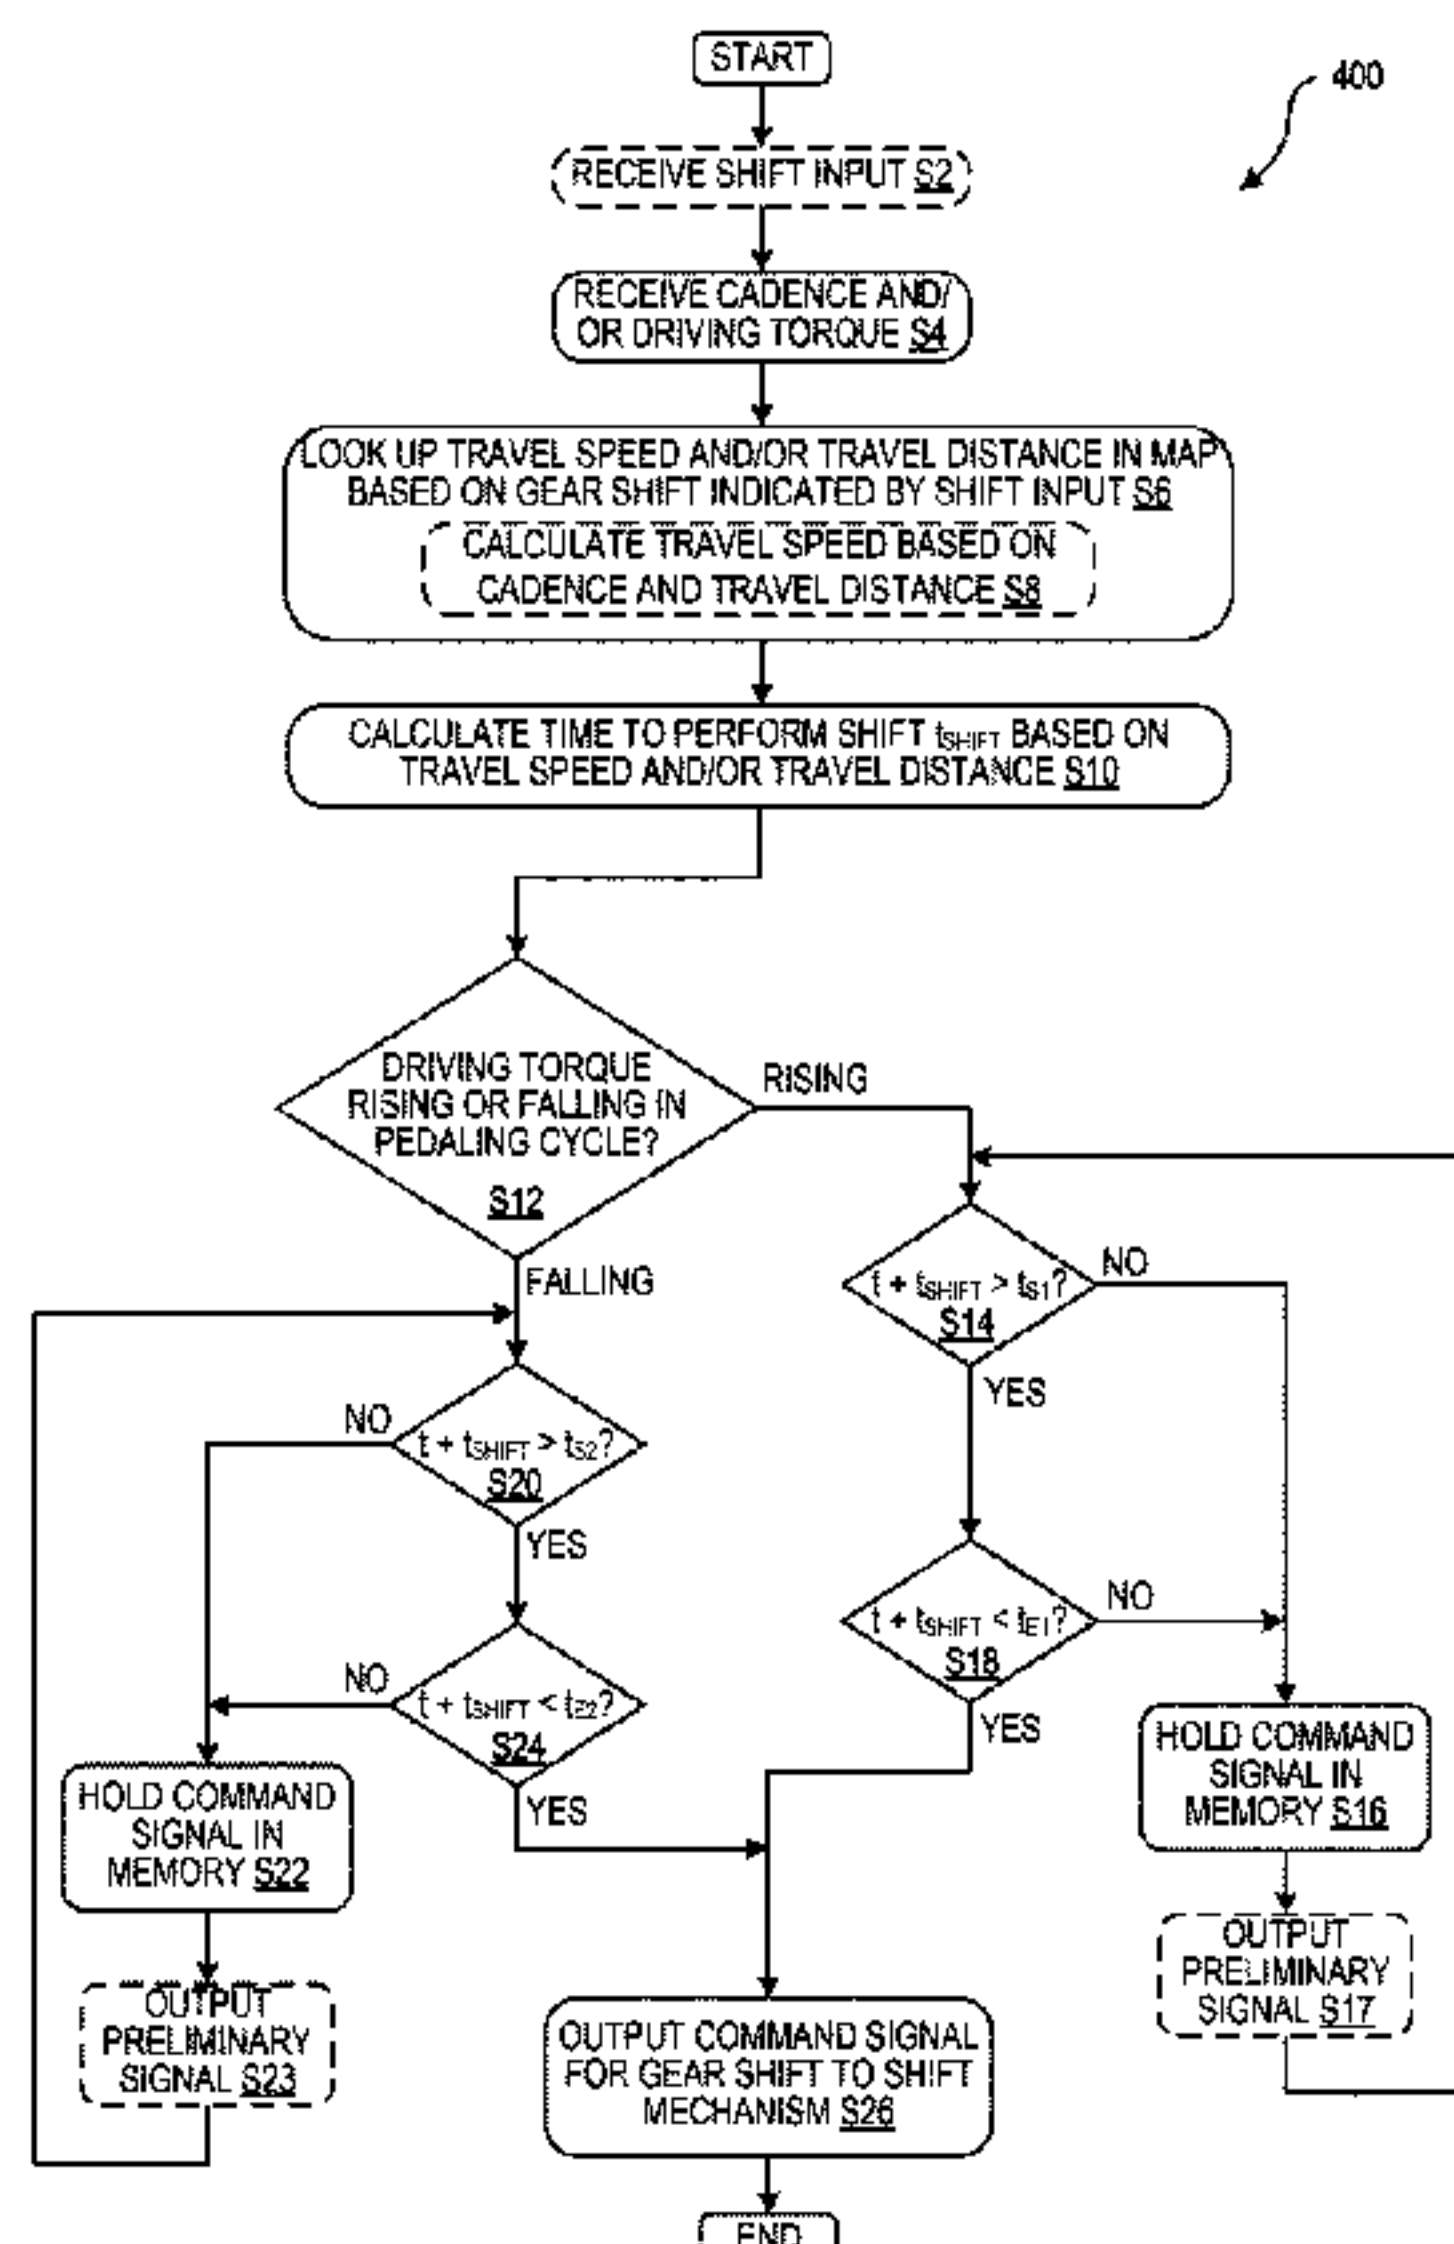 START
400
RECEIVE SHIFT INPUT S2
RECEIVE CADENCE AND/
OR DRIVING TORQUE S4
LOOK UP TRAVEL SPEED AND/OR TRAVEL DISTANCE IN MAP
BASED ON GEAR SHIFT INDICATED BY SHIFT INPUT S6
CALCULATE TRAVEL SPEED BASED ON
CADENCE AND TRAVEL DISTANCE S8
CALCULATE TIME TO PERFORM SHIFT tSHIFT BASED ON
TRAVEL SPEED AND/OR TRAVEL DISTANCE S10
DRIVING TORQUE
RISING OR FALLING IN
PEDALING CYCLE?
S12
RISING
FALLING
t + tSHIFT > tS1?
S14
NO
YES
t + tSHIFT > tS2?
S20
NO
YES
t + tSHIFT < tE1?
S18
NO
YES
t + tSHIFT < tE2?
S24
NO
YES
HOLD COMMAND
SIGNAL IN
MEMORY S16
HOLD COMMAND
SIGNAL IN
MEMORY S22
OUTPUT
PRELIMINARY
SIGNAL S17
OUTPUT
PRELIMINARY
SIGNAL S23
OUTPUT COMMAND SIGNAL
FOR GEAR SHIFT TO SHIFT
MECHANISM S26
END